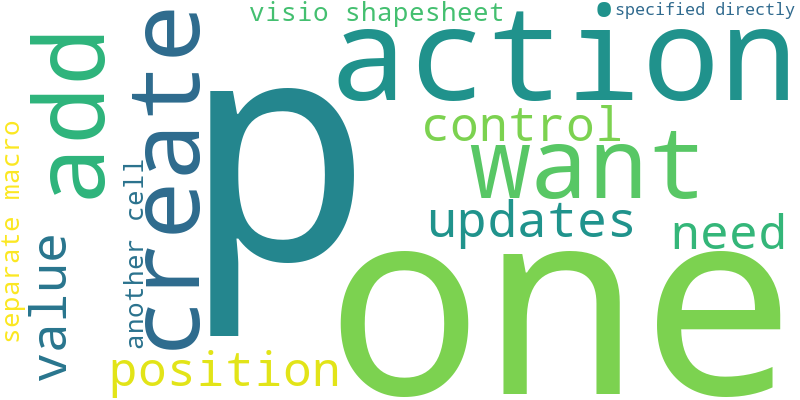 visio shapesheet
specified directly
action
add
create
p
control
want
separate macro
another cell
updates
need
value
one
position